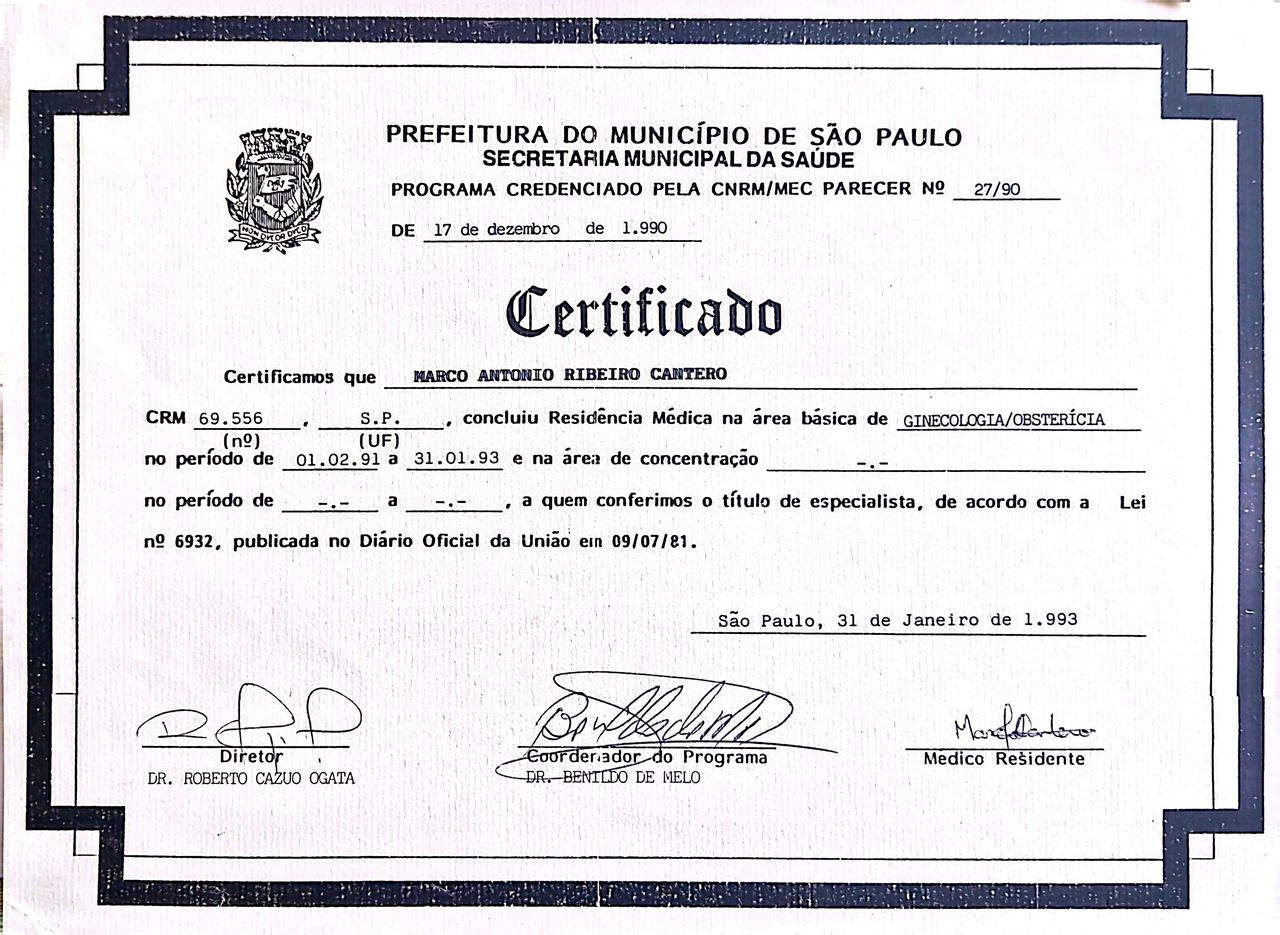 PREFEITURA DO MUNICÍPIO DE SÃO PAULO
SECRETARIA MUNICIPAL DA SAÚDE
PROGRAMA CREDENCIADO PELA CNRM/MEC PARECER Nº 27/90
DE 17 de dezembro de 1.990
NON DVCOR DVCO
Certificado
Certificamos que MARCO ANTONIO RIBEIRO CANTERO
CRM 69.556 , S.P. , concluiu Residência Médica na área básica de GINECOLOGIA/OBSTERÍCIA
(nº) (UF)
no período de 01.02.91 a 31.01.93 e na área de concentração -.-
no período de -.- a -.- , a quem conferimos o título de especialista, de acordo com a Lei
nº 6932, publicada no Diário Oficial da União em 09/07/81.
São Paulo, 31 de Janeiro de 1.993
Diretor Coordenador do Programa Medico Residente
DR. ROBERTO CAZUO OGATA DR. BENILDO DE MELO